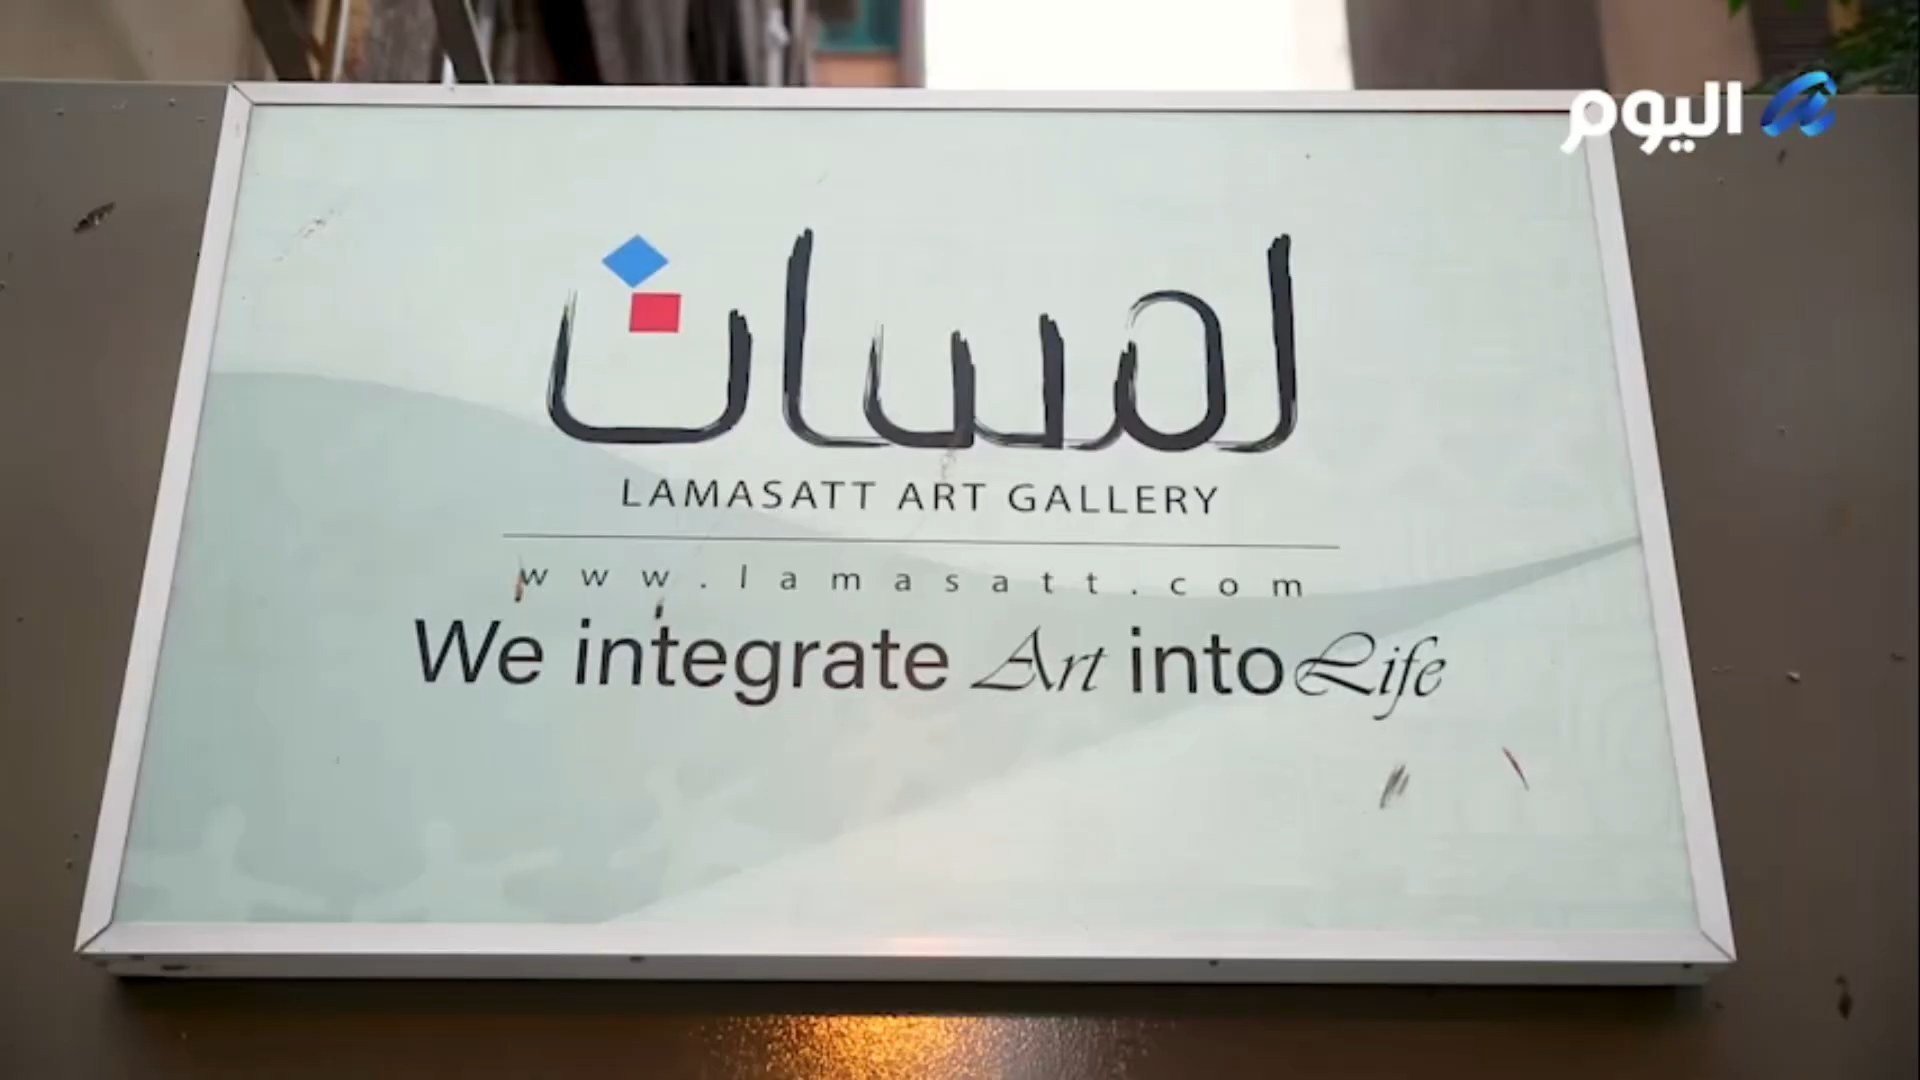 اليوم
لمسات
LAMASATT ART GALLERY
www.lamasatt.com
We integrate Art into Life